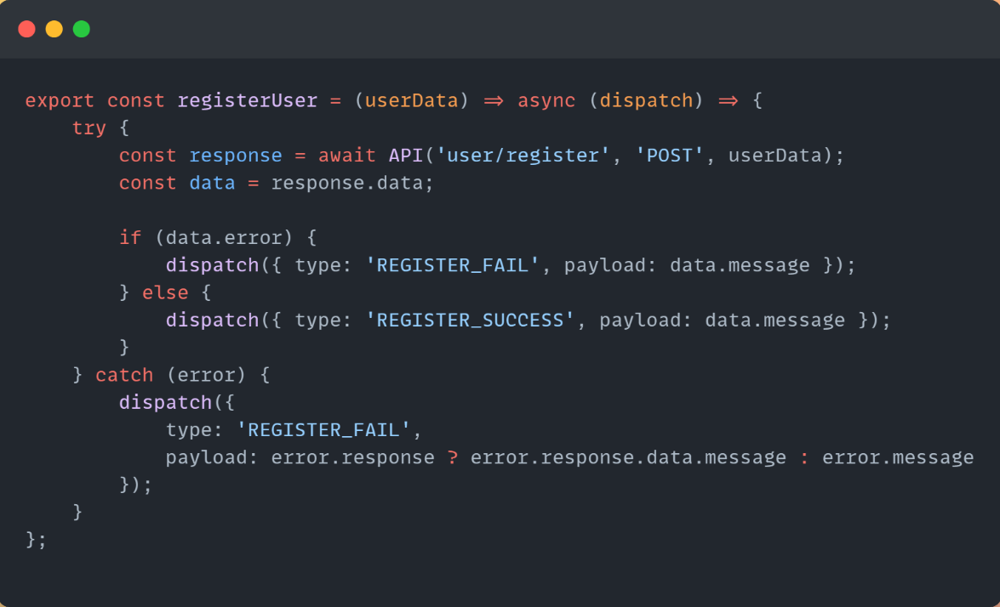 export const registerUser = (userData) => async (dispatch) => {
    try {
        const response = await API('user/register', 'POST', userData);
        const data = response.data;

        if (data.error) {
            dispatch({ type: 'REGISTER_FAIL', payload: data.message });
        } else {
            dispatch({ type: 'REGISTER_SUCCESS', payload: data.message });
        }
    } catch (error) {
        dispatch({
            type: 'REGISTER_FAIL',
            payload: error.response ? error.response.data.message : error.message
        });
    }
};